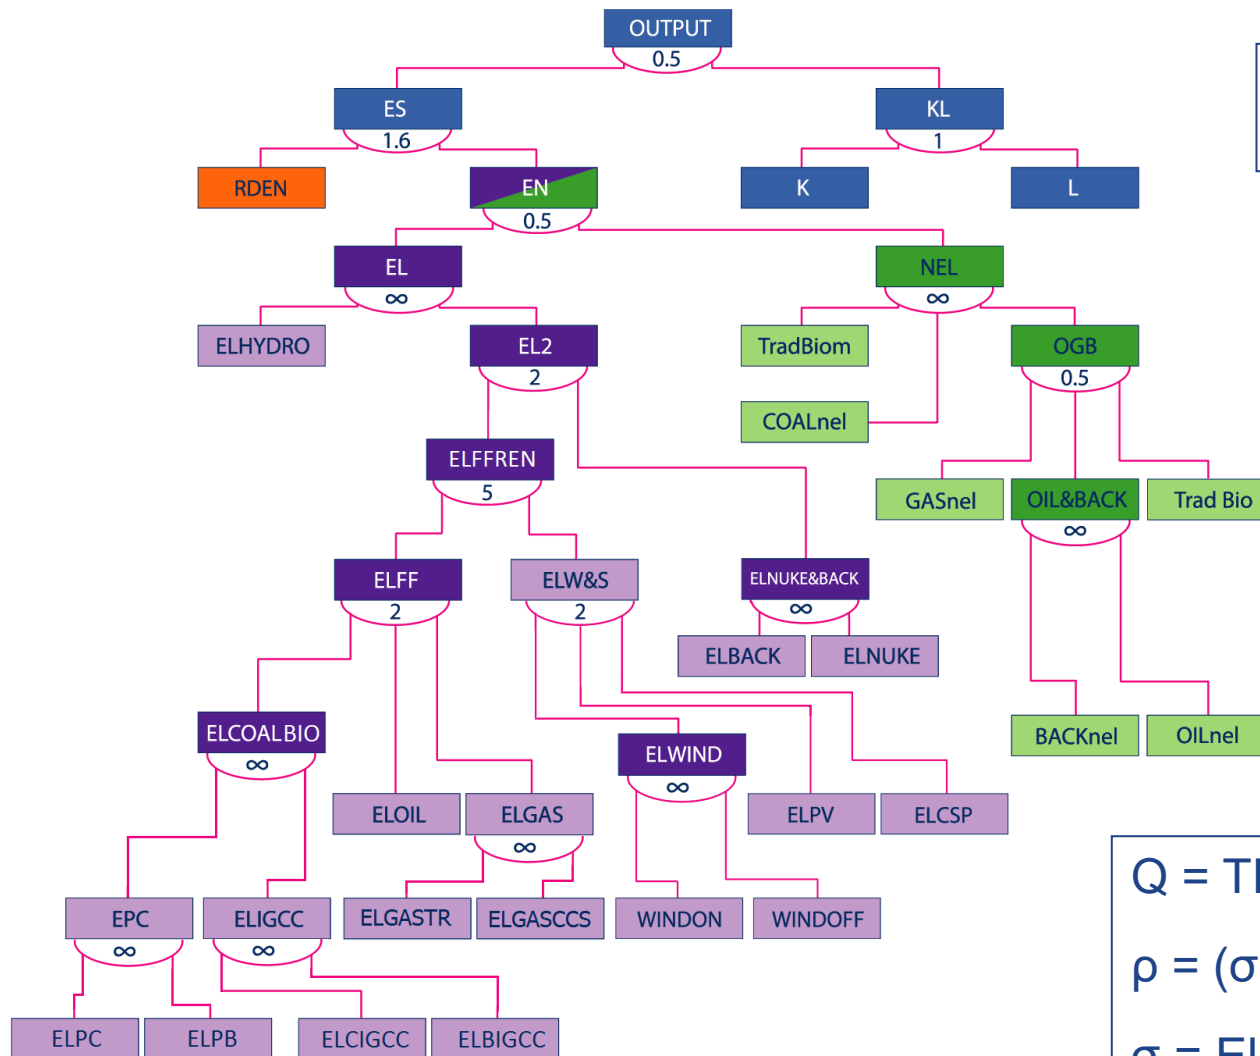 OUTPUT
0.5
ES
KL
1.6
1
RDEN
EN
K
L
0.5
EL
NEL
∞
∞
ELHYDRO
EL2
TradBiom
OGB
2
0.5
COALnel
ELFFREN
5
GASnel
OIL&BACK
Trad Bio
∞
ELFF
ELW&S
ELNUKE&BACK
2
2
∞
ELBACK
ELNUKE
ELCOALBIO
BACKnel
OILnel
∞
ELWIND
∞
ELOIL
ELGAS
ELPV
ELCSP
∞
EPC
ELIGCC
ELGASTR
ELGASCCS
WINDON
WINDOFF
∞
∞
ELPC
ELPB
ELCIGCC
ELBIGCC
Q =
ρ = (σ
σ =